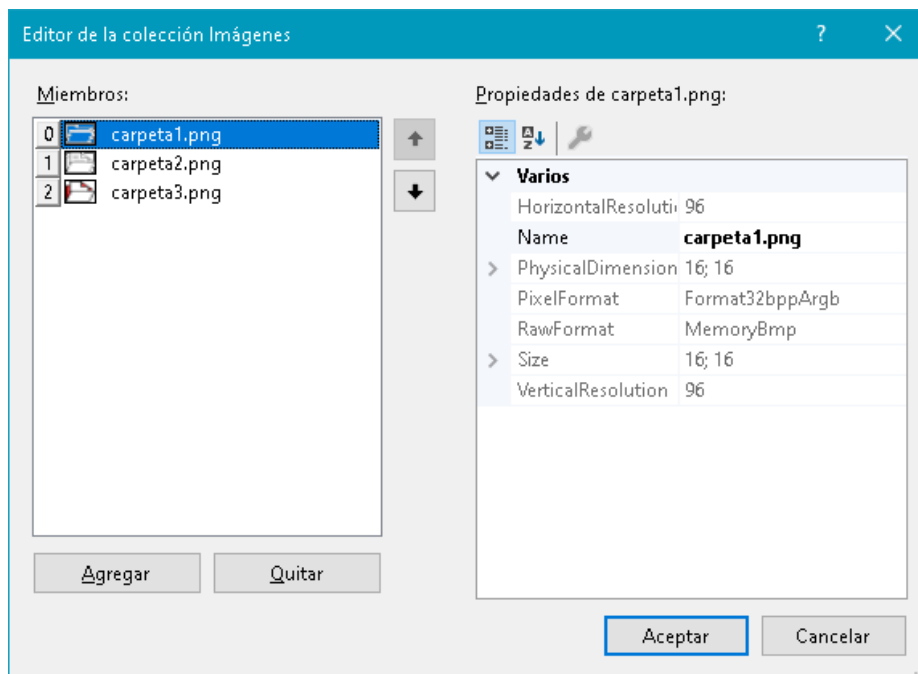 Editor de la colección Imágenes
Miembros:
0 carpeta1.png
1 carpeta2.png
2 carpeta3.png
Agregar
Quitar
Propiedades de carpeta1.png:
Varios
HorizontalResoluti 96
Name carpeta1.png
PhysicalDimension 16; 16
PixelFormat Format32bppArgb
RawFormat MemoryBmp
Size 16; 16
VerticalResolution 96
Aceptar
Cancelar